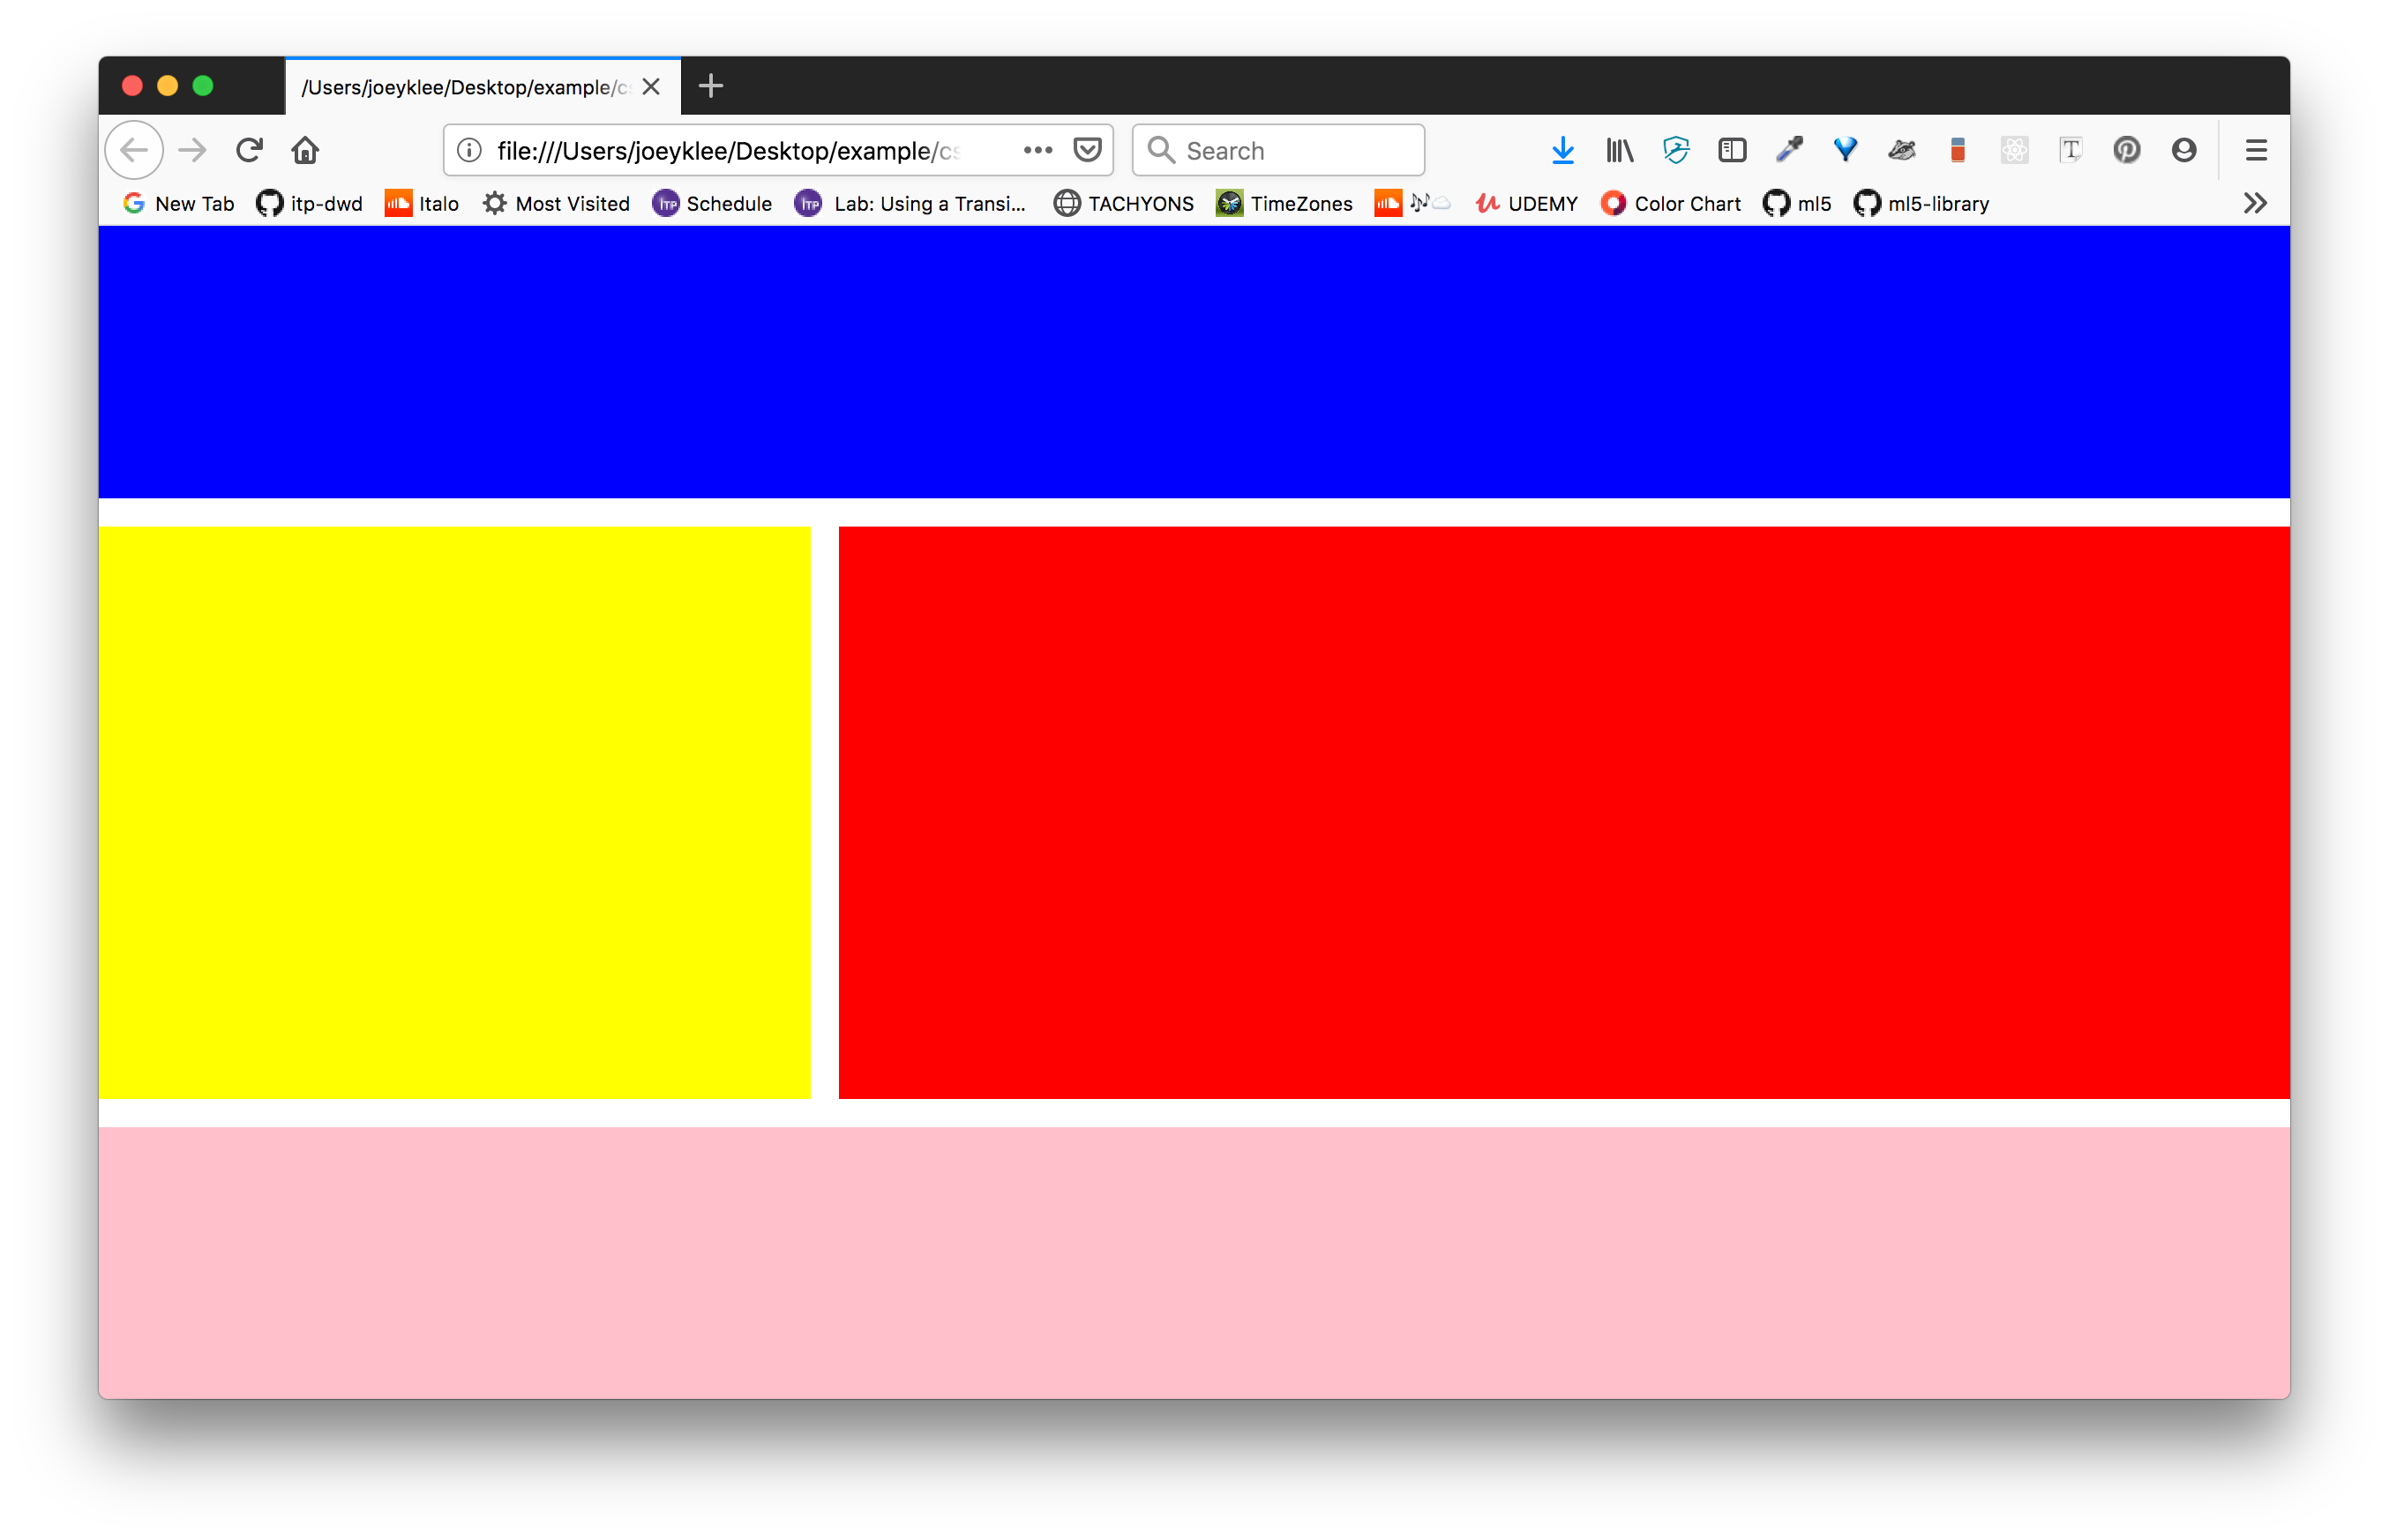 /Users/joeyklee/Desktop/example/cs
file:///Users/joeyklee/Desktop/example/cs
Search
New Tab itp-dwd Italo Most Visited Schedule Lab: Using a Transi... TACHYONS TimeZones UDEMY Color Chart ml5 ml5-library